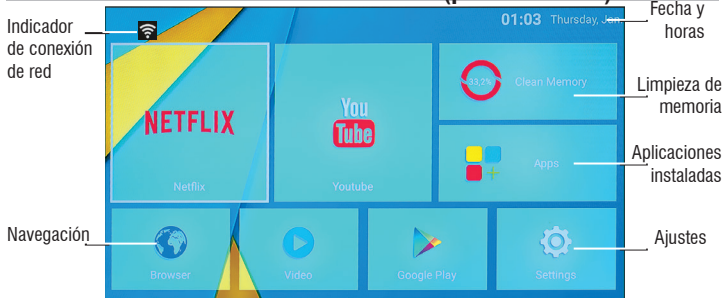 Indicador
de conexión
de red
01:03 Thursday, Jan
Fecha y
horas
NETFLIX
Netflix
You
Tube
Youtube
33,2%
Clean Memory
Limpieza de
memoria
Apps
Aplicaciones
instaladas
Navegación
Browser
Video
Google Play
Settings
Ajustes